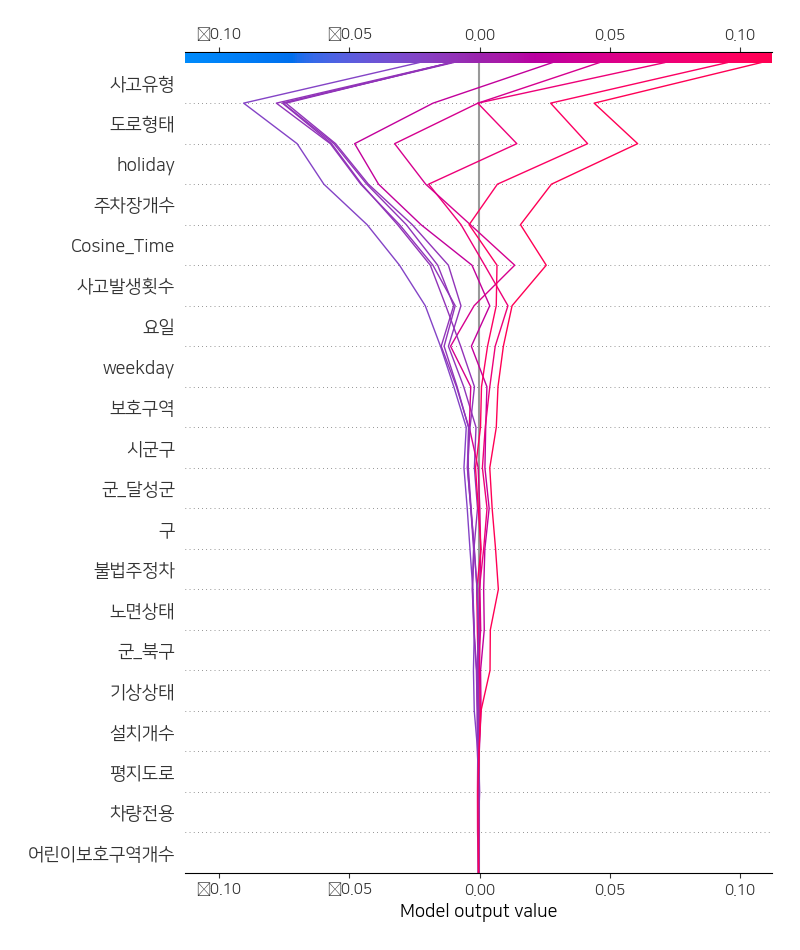 0.10 0.05 0.00 0.05 0.10
사고유형
도로형태
holiday
주차장개수
Cosine_Time
사고발생횟수
요일
weekday
보호구역
시군구
군_달성군
구
불법주정차
노면상태
군_북구
기상상태
설치개수
평지도로
차량전용
어린이보호구역개수
0.10 0.05 0.00 0.05 0.10
Model output value